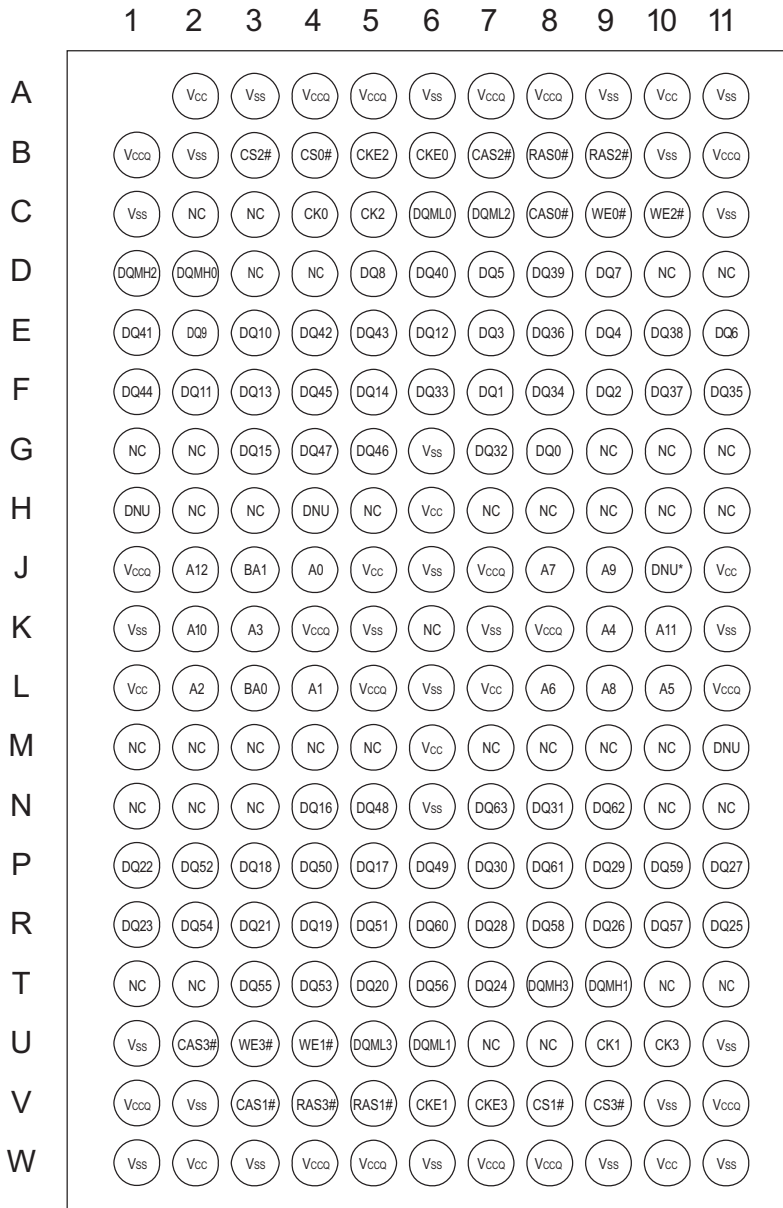 1 2 3 4 5 6 7 8 9 10 11
A Vcc Vss VccQ VccQ Vss VccQ VccQ Vss Vcc Vss
B VccQ Vss CS2# CS0# CKE2 CKE0 CAS2# RAS0# RAS2# Vss VccQ
C Vss NC NC CK0 CK2 DQML0 DQML2 CAS0# WE0# WE2# Vss
D DQMH2 DQMH0 NC NC DQ8 DQ40 DQ5 DQ39 DQ7 NC NC
E DQ41 DQ9 DQ10 DQ42 DQ43 DQ12 DQ3 DQ36 DQ4 DQ38 DQ6
F DQ44 DQ11 DQ13 DQ45 DQ14 DQ33 DQ1 DQ34 DQ2 DQ37 DQ35
G NC NC DQ15 DQ47 DQ46 Vss DQ32 DQ0 NC NC NC
H DNU NC NC DNU NC Vcc NC NC NC NC NC
J VccQ A12 BA1 A0 Vcc Vss VccQ A7 A9 DNU* Vcc
K Vss A10 A3 VccQ Vss NC Vss VccQ A4 A11 Vss
L Vcc A2 BA0 A1 VccQ Vss Vcc A6 A8 A5 VccQ
M NC NC NC NC NC Vcc NC NC NC NC DNU
N NC NC NC DQ16 DQ48 Vss DQ63 DQ31 DQ62 NC NC
P DQ22 DQ52 DQ18 DQ50 DQ17 DQ49 DQ30 DQ61 DQ29 DQ59 DQ27
R DQ23 DQ54 DQ21 DQ19 DQ51 DQ60 DQ28 DQ58 DQ26 DQ57 DQ25
T NC NC DQ55 DQ53 DQ20 DQ56 DQ24 DQMH3 DQMH1 NC NC
U Vss CAS3# WE3# WE1# DQML3 DQML1 NC NC CK1 CK3 Vss
V VccQ Vss CAS1# RAS3# RAS1# CKE1 CKE3 CS1# CS3# Vss VccQ
W Vss Vcc Vss VccQ VccQ Vss VccQ VccQ Vss Vcc Vss